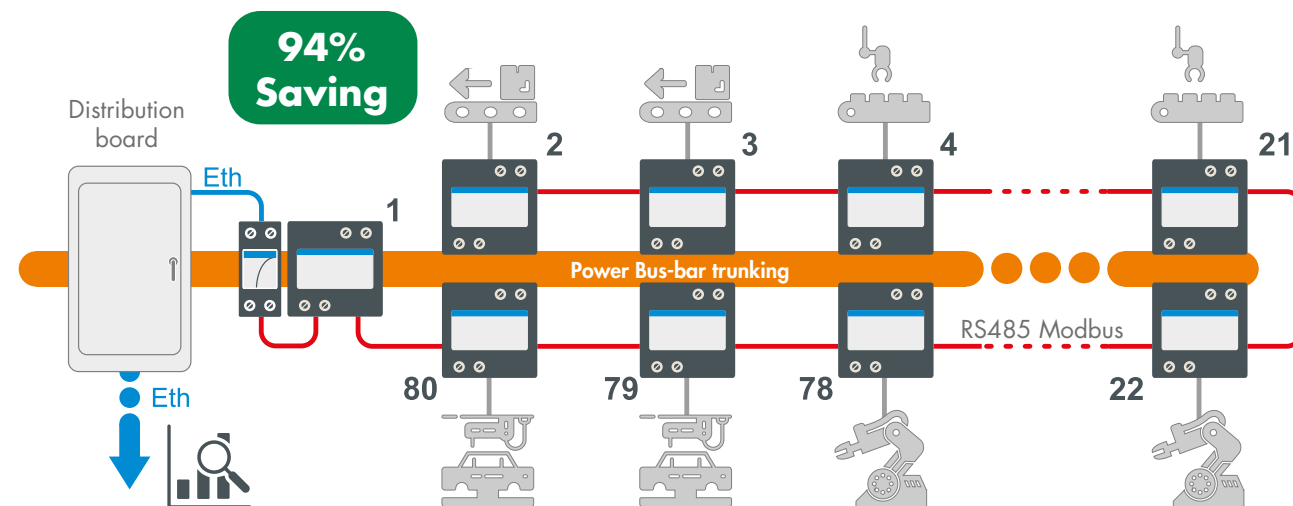 94%
Saving
Distribution
board
Eth
1
2
3
4
21
Power Bus-bar trunking
RS485 Modbus
80
79
78
22
Eth